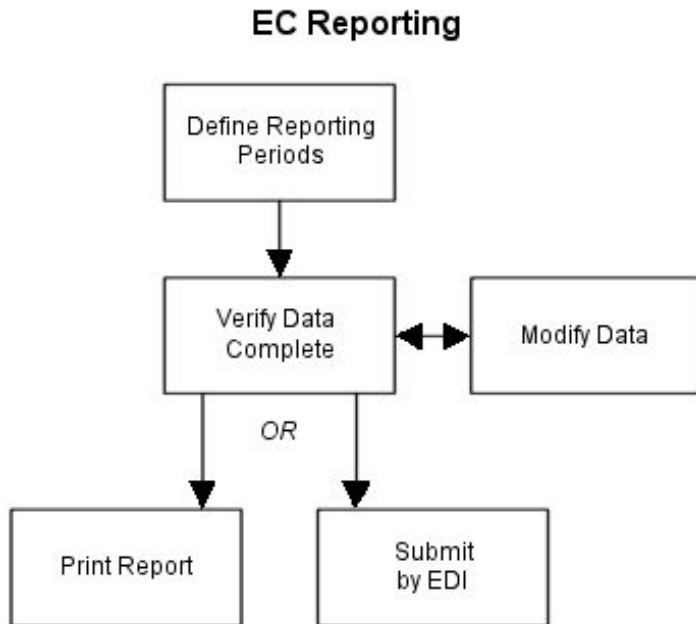 EC Reporting
Define Reporting
Periods
Verify Data
Complete
Modify Data
OR
Print Report
Submit
by EDI